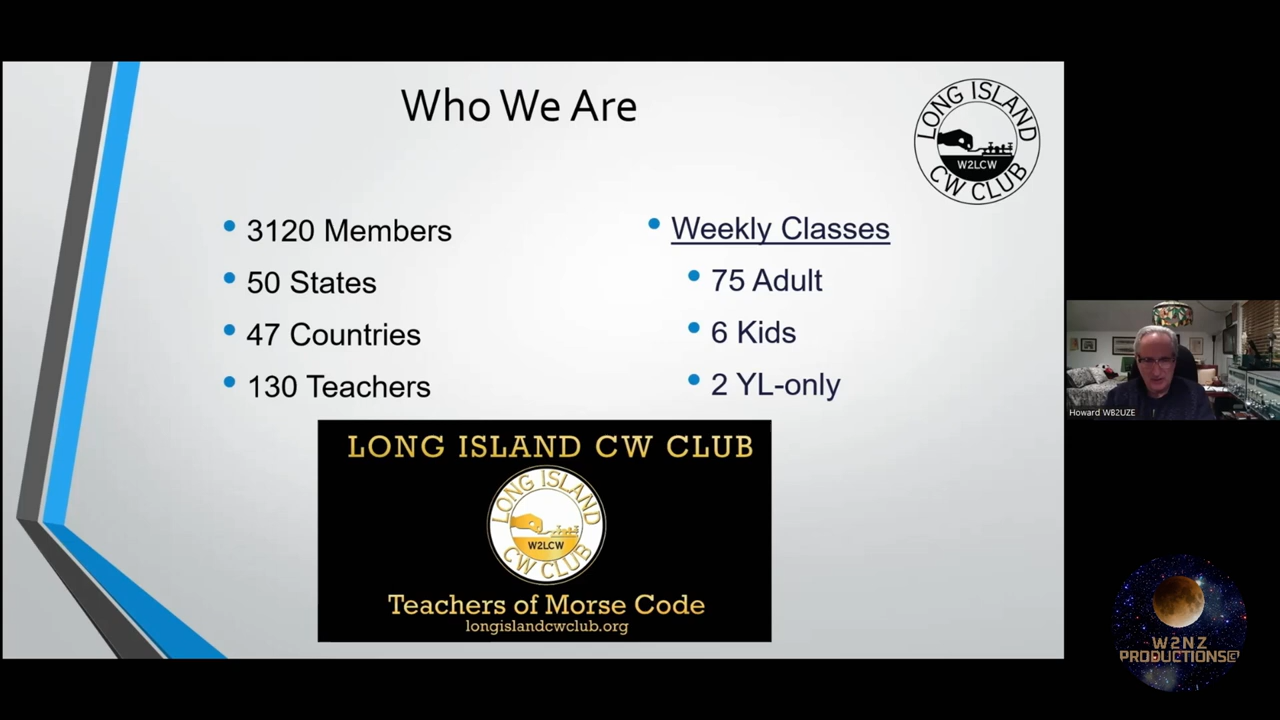 Who We Are
LONG ISLAND
W2LCW
CW CLUB
• 3120 Members
• 50 States
• 47 Countries
• 130 Teachers
• Weekly Classes
• 75 Adult
• 6 Kids
• 2 YL-only
LONG ISLAND CW CLUB
LONG ISLAND
W2LCW
CW CLUB
Teachers of Morse Code
longislandcwclub.org
Howard WB2UZE
W2NZ
PRODUCTIONS©